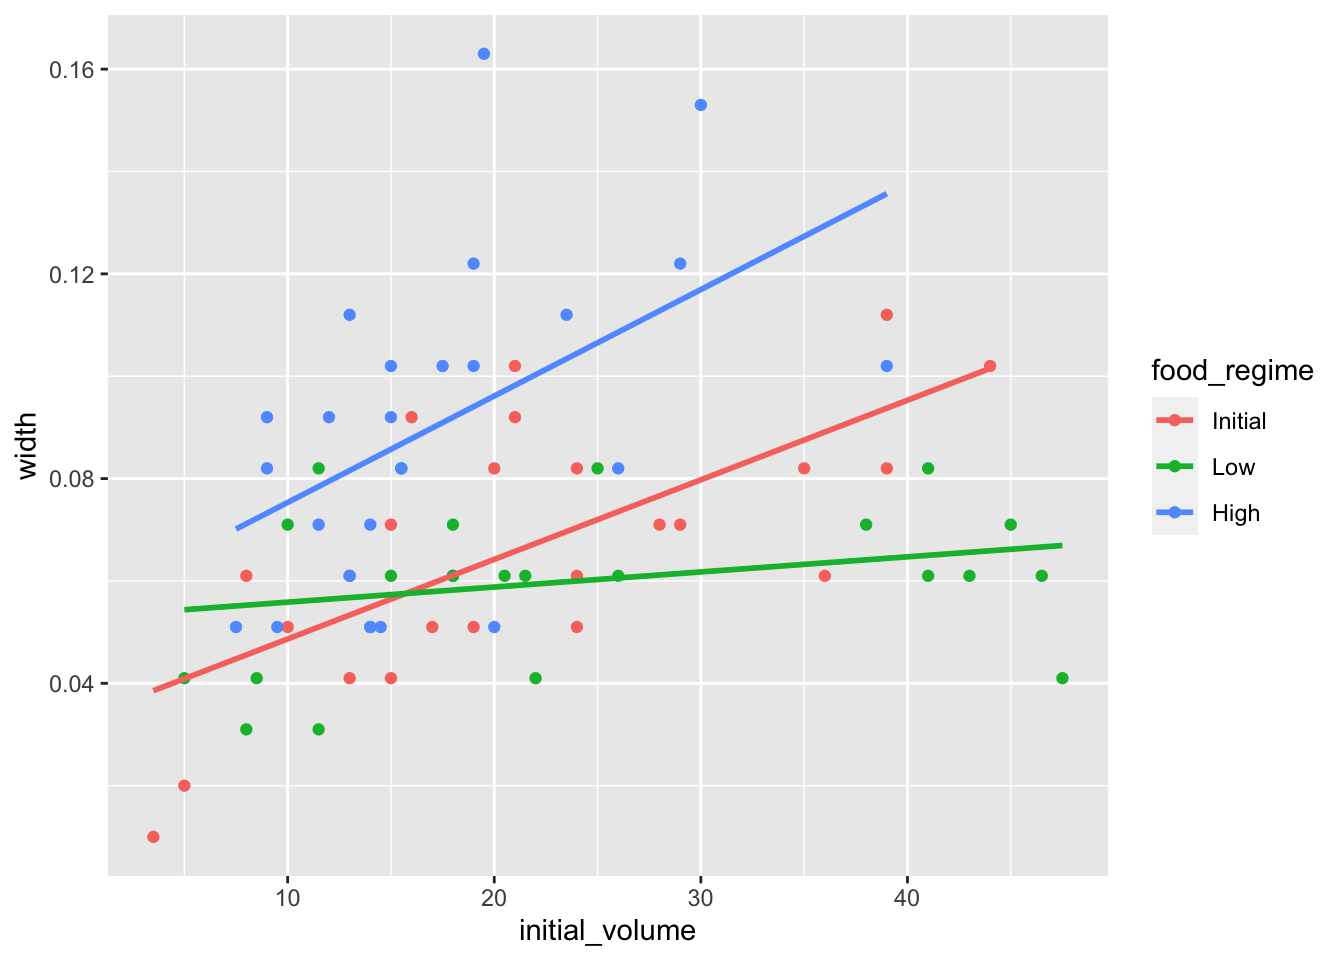 0.16
0.12
0.08
0.04
width
10 20 30 40
initial_volume
food_regime
Initial
Low
High